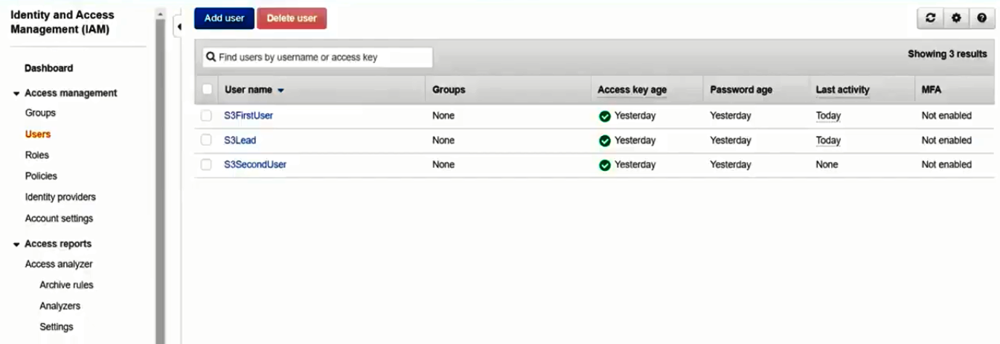 Identity and Access
Management (IAM)
Dashboard
Access management
Groups
Users
Roles
Policies
Identity providers
Account settings
Access reports
Access analyzer
Archive rules
Analyzers
Settings
Add user Delete user
Find users by username or access key Showing 3 results
User name Groups Access key age Password age Last activity MFA
S3FirstUser None Yesterday Yesterday Today Not enabled
S3Lead None Yesterday Yesterday Today Not enabled
S3SecondUser None Yesterday Yesterday None Not enabled